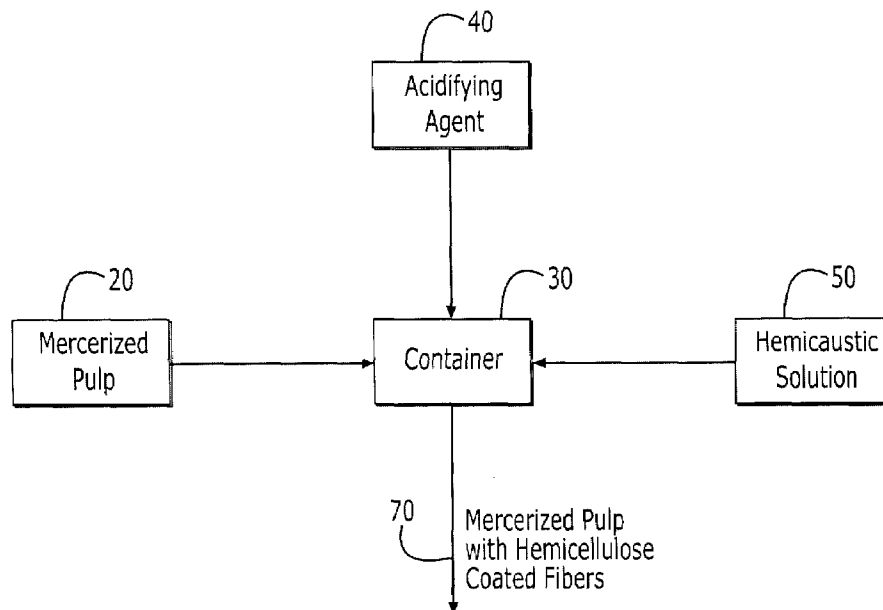 40
Acidifying
Agent
20
Mercerized
Pulp
30
Container
50
Hemicaustic
Solution
70
Mercerized Pulp
with Hemicellulose
Coated Fibers